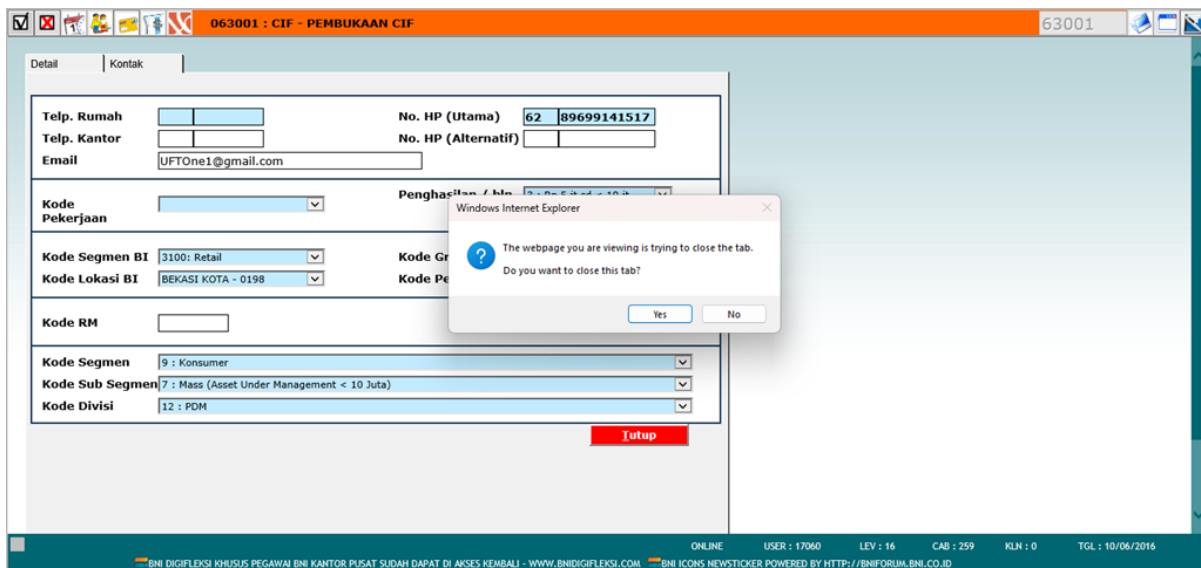 063001 : CIF - PEMBUKAAN CIF
63001
Detail
Kontak
Telp. Rumah
No. HP (Utama)
62
89699141517
Telp. Kantor
No. HP (Alternatif)
Email
UFTOne1@gmail.com
Kode Pekerjaan
Penghasilan / bln
Windows Internet Explorer
The webpage you are viewing is trying to close the tab.
Do you want to close this tab?
Yes
No
Kode Segmen BI
3100: Retail
Kode Gr
Kode Lokasi BI
BEKASI KOTA - 0198
Kode Pe
Kode RM
Kode Segmen
9 : Konsumer
Kode Sub Segmen
7 : Mass (Asset Under Management < 10 Juta)
Kode Divisi
12 : PDM
Tutup
ONLINE
USER : 17060
LEV : 16
CAB : 259
KLN : 0
TGL : 10/06/2016
BNI DIGIFLEKSI KHUSUS PEGAWAI BNI KANTOR PUSAT SUDAH DAPAT DI AKSES KEMBALI - WWW.BNIDIGIFLEKSI.COM
BNI ICONS NEWSTICKER POWERED BY HTTP://BNIFORUM.BNI.CO.ID